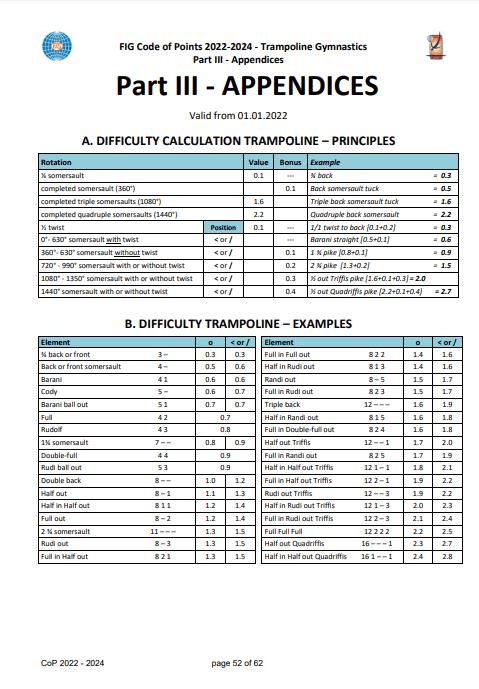 FIG Code of Points 2022-2024 - Trampoline Gymnastics
Part III - Appendices
Part III - APPENDICES
Valid from 01.01.2022
A. DIFFICULTY CALCULATION TRAMPOLINE – PRINCIPLES
Rotation Value Bonus Example
¼ somersault 0.1 --- ¾ back = 0.3
completed somersault (360°) 0.1 Back somersault tuck = 0.5
completed triple somersaults (1080°) 1.6 Triple back somersault tuck = 1.6
completed quadruple somersaults (1440°) 2.2 Quadruple back somersault = 2.2
½ twist Position 0.1 --- 1/1 twist to back [0.1+0.2] = 0.3
0°- 630° somersault with twist < or / --- Barani straight [0.5+0.1] = 0.6
360°- 630° somersault without twist < or / 0.1 1 ¾ pike [0.8+0.1] = 0.9
720° - 990° somersault with or without twist < or / 0.2 2 ¾ pike [1.3+0.2] = 1.5
1080° - 1350° somersault with or without twist < or / 0.3 ½ out Triffis pike [1.6+0.1+0.3] = 2.0
1440° somersault with or without twist < or / 0.4 ½ out Quadriffis pike [2.2+0.1+0.4] = 2.7
B. DIFFICULTY TRAMPOLINE – EXAMPLES
Element o < or / Element o < or /
¾ back or front 3 – 0.3 0.3 Full in Full out 8 2 2 1.4 1.6
Back or front somersault 4 – 0.5 0.6 Half in Rudi out 8 1 3 1.4 1.6
Barani 4 1 0.6 0.6 Randi out 8 – 5 1.5 1.7
Cody 5 – 0.6 0.7 Full in Rudi out 8 2 3 1.5 1.7
Barani ball out 5 1 0.7 0.7 Triple back 12 – – – 1.6 1.9
Full 4 2 0.7 Half in Randi out 8 1 5 1.6 1.8
Rudolf 4 3 0.8 Full in Double-full out 8 2 4 1.6 1.8
1¾ somersault 7 – – 0.8 0.9 Half out Triffis 12 – – 1 1.7 2.0
Double-full 4 4 0.9 Full in Randi out 8 2 5 1.7 1.9
Rudi ball out 5 3 0.9 Half in Half out Triffis 12 1 – 1 1.8 2.1
Double back 8 – – 1.0 1.2 Full in Half out Triffis 12 2 – 1 1.9 2.2
Half out 8 – 1 1.1 1.3 Rudi out Triffis 12 – – 3 1.9 2.2
Half in Half out 8 1 1 1.2 1.4 Half in Rudi out Triffis 12 1 – 3 2.0 2.3
Full out 8 – 2 1.2 1.4 Full in Rudi out Triffis 12 2 – 3 2.1 2.4
2 ¾ somersault 11 – – – 1.3 1.5 Full Full Full 12 2 2 2 2.2 2.5
Rudi out 8 – 3 1.3 1.5 Half out Quadriffis 16 – – – 1 2.3 2.7
Full in Half out 8 2 1 1.3 1.5 Half in Half out Quadriffis 16 1 – – 1 2.4 2.8
CoP 2022 - 2024 page 52 of 62